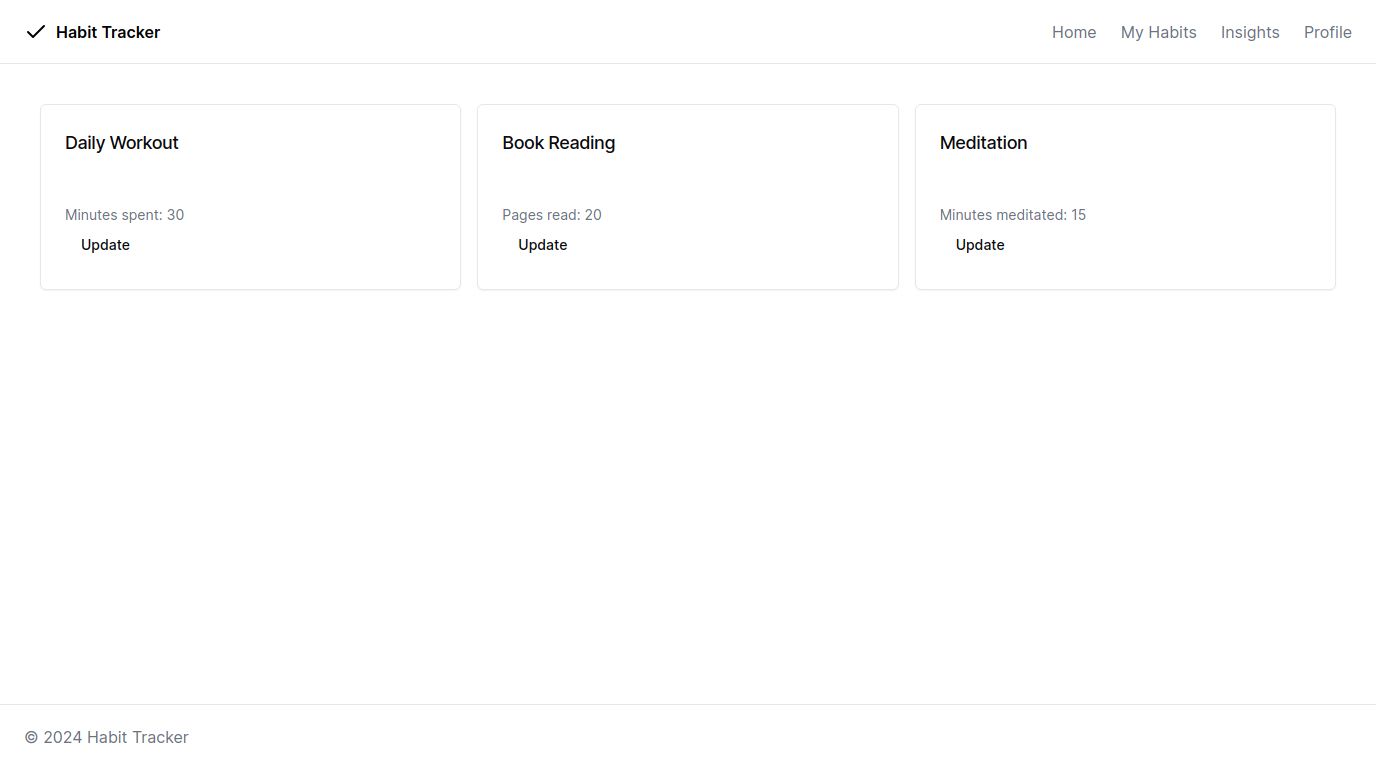 Habit Tracker
Home My Habits Insights Profile
Daily Workout
Minutes spent: 30
Update
Book Reading
Pages read: 20
Update
Meditation
Minutes meditated: 15
Update
© 2024 Habit Tracker